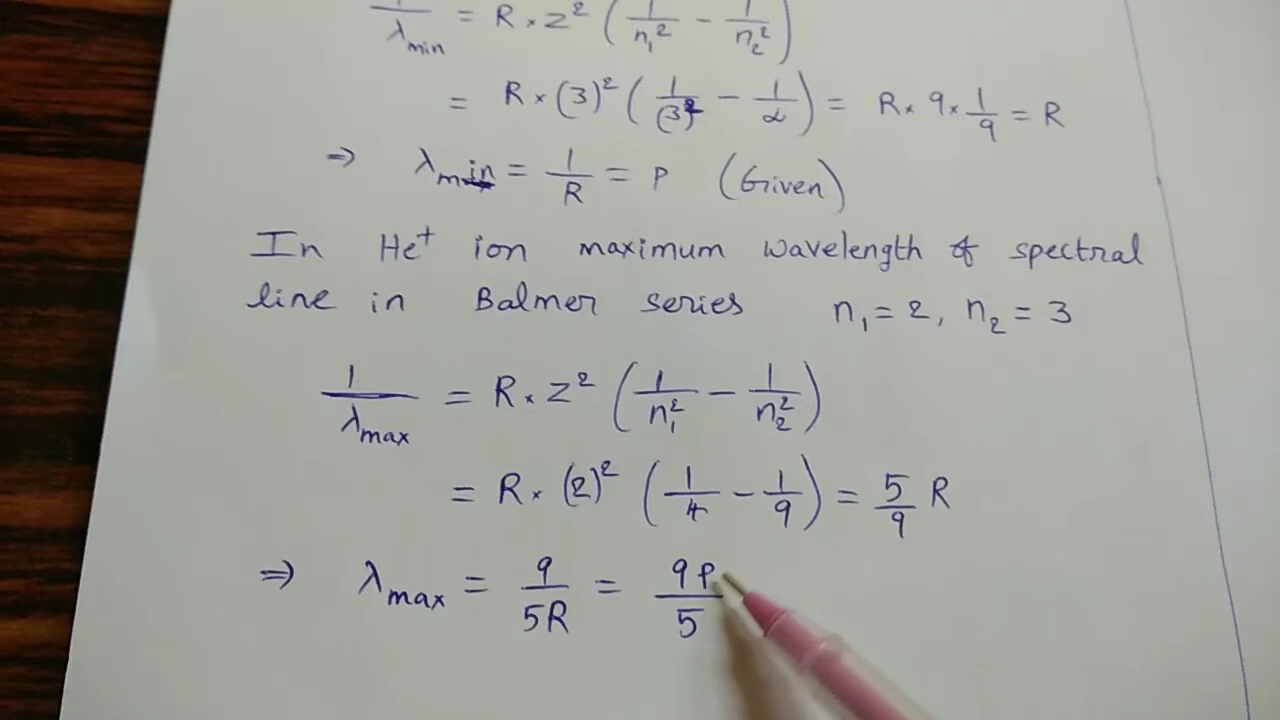 1/λmin = R × Z² (1/n₁² − 1/n₂²)
= R × (3)² (1/(3)² − 1/∝) = R × 9 × 1/9 = R
⇒ λmin = 1/R = P (Given)
In He⁺ ion maximum wavelength of spectral
line in Balmer series n₁ = 2, n₂ = 3
1/λmax = R × Z² (1/n₁² − 1/n₂²)
= R × (2)² (1/4 − 1/9) = 5/9 R
⇒ λmax = 9/5R = 9P/5